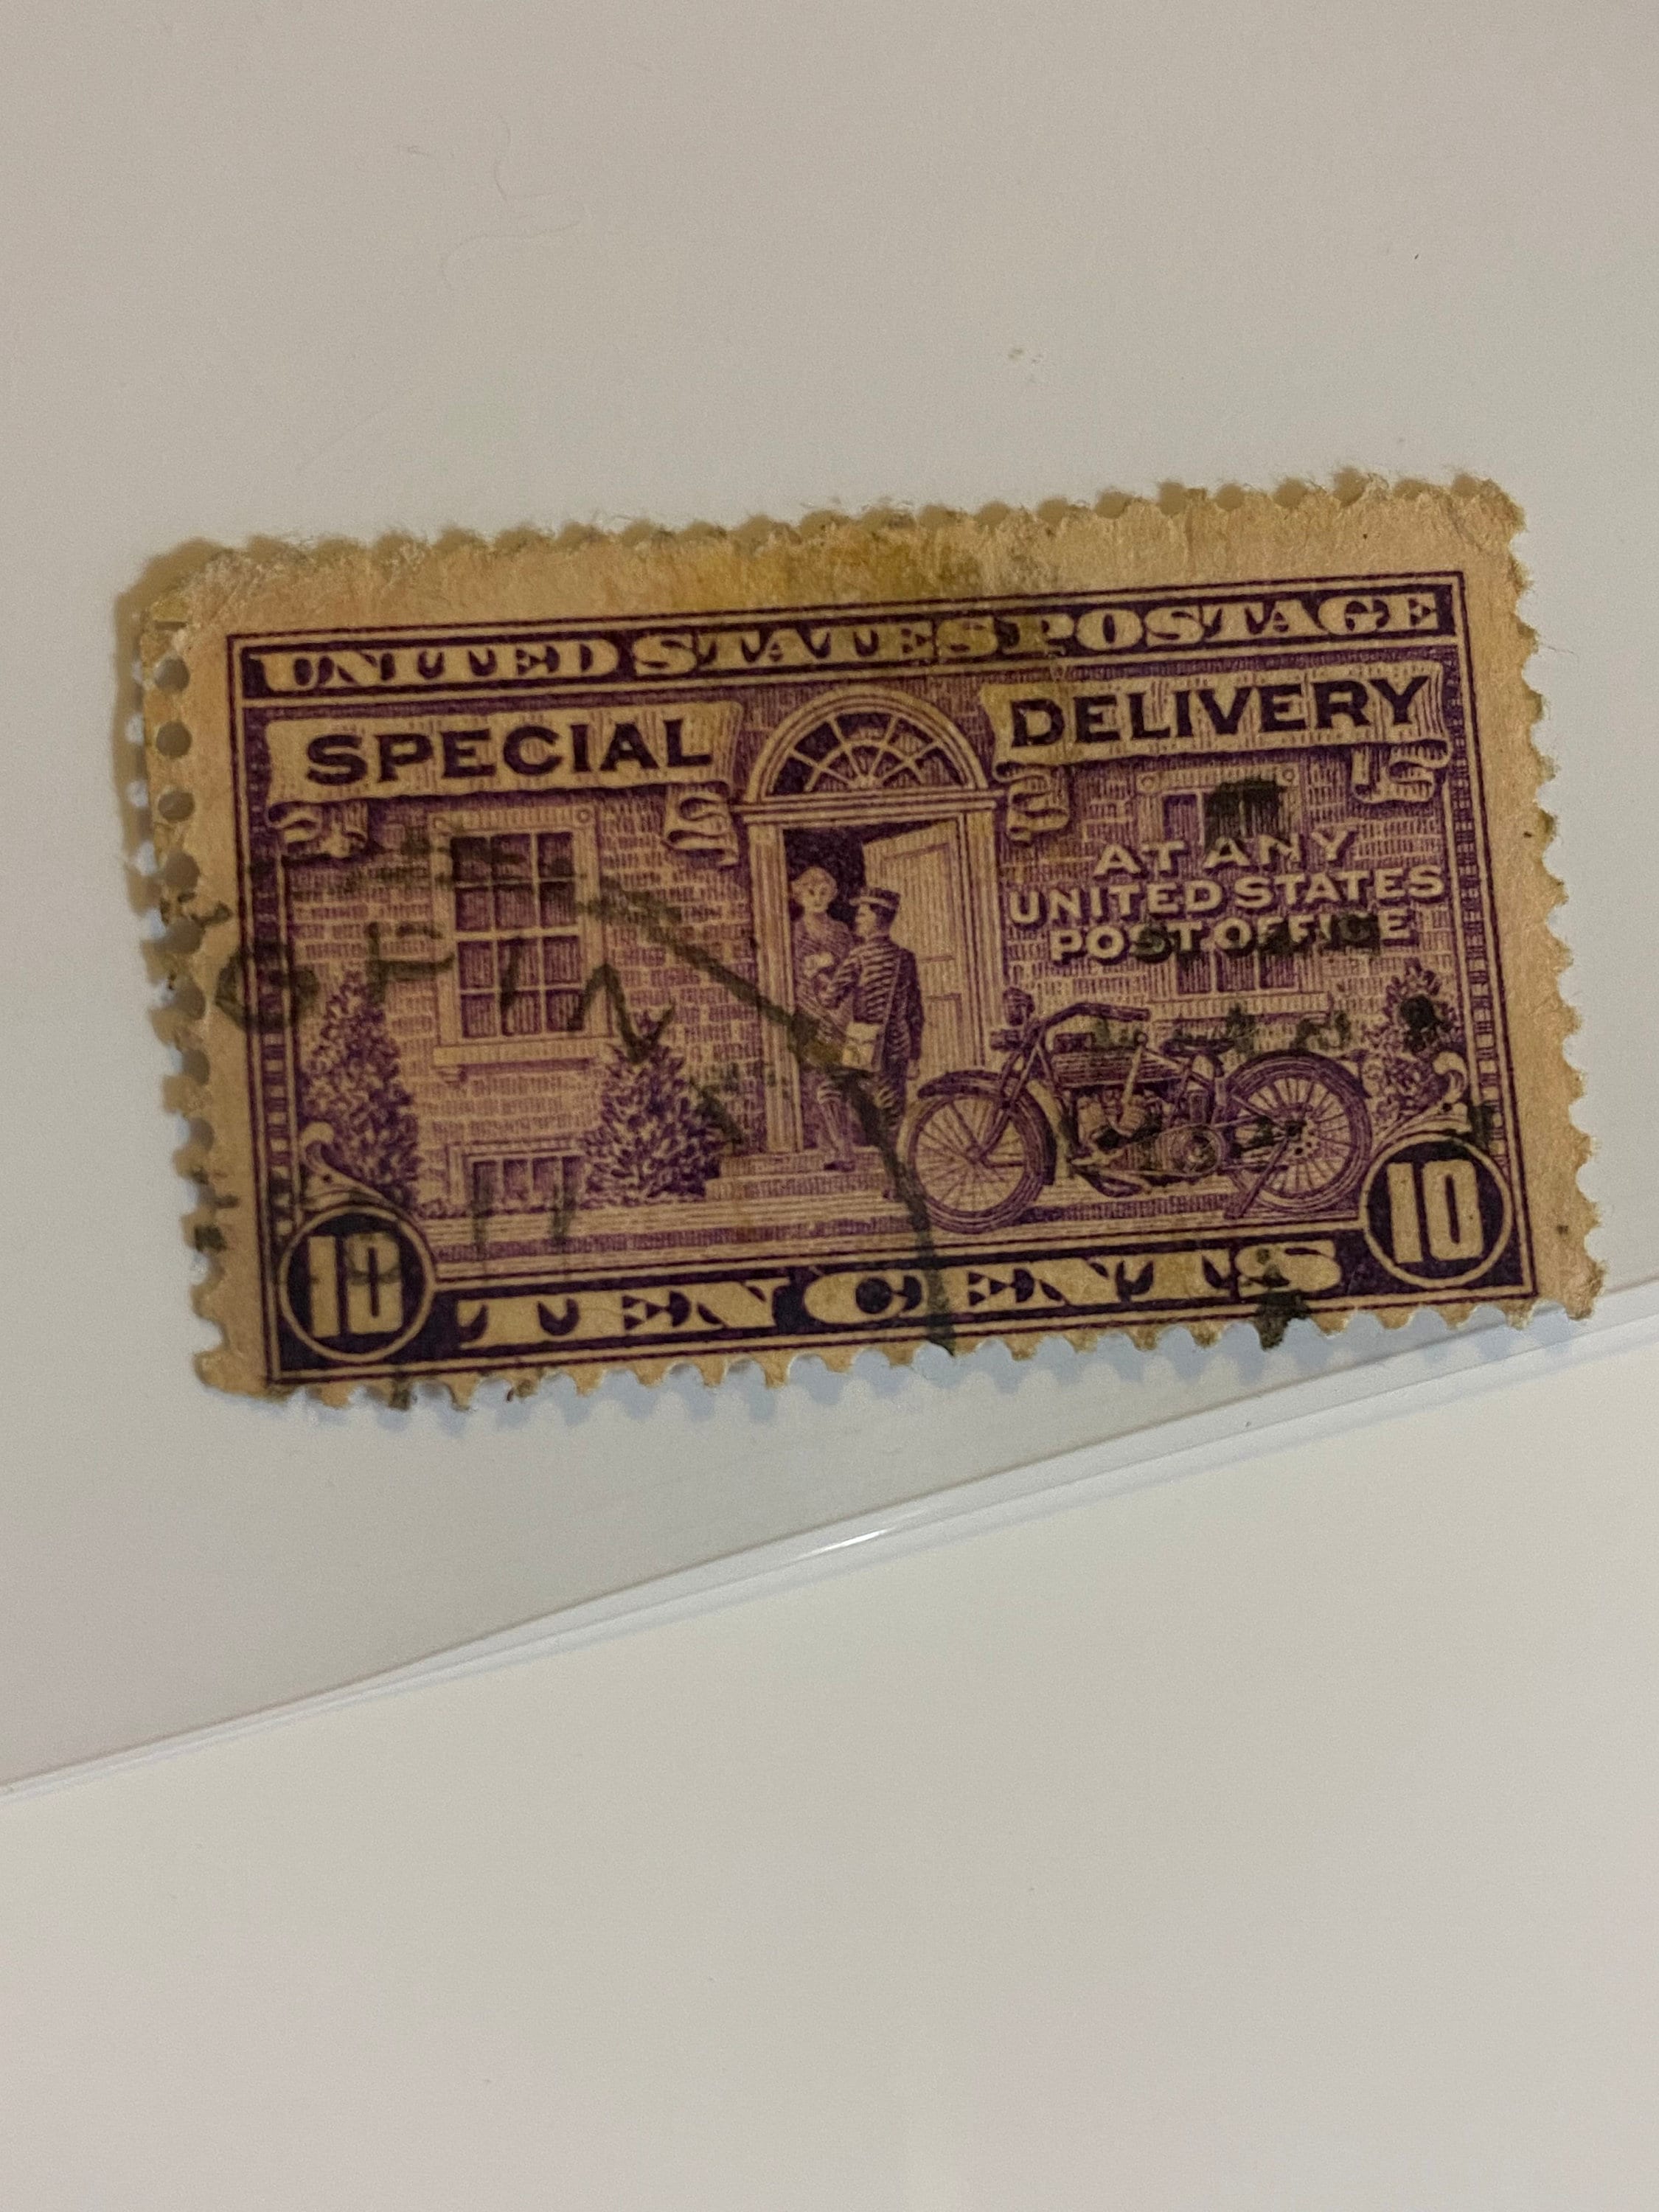 UNITED STATES POSTAGE
SPECIAL DELIVERY
AT ANY
UNITED STATES
POST OFFICE
10 TEN CENTS 10